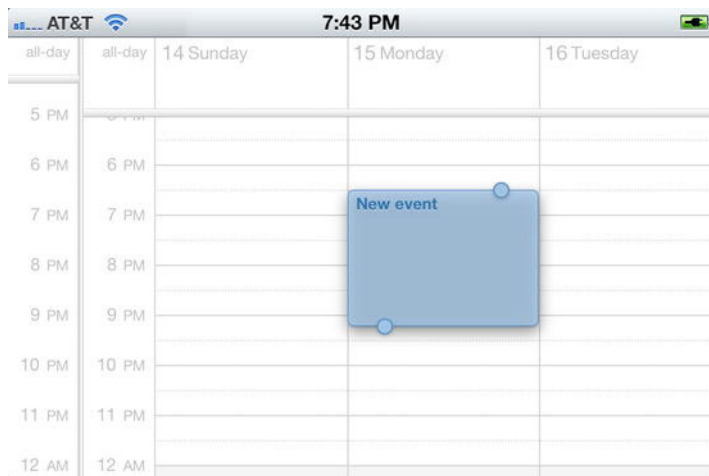 AT&T 7:43 PM
all-day all-day 14 Sunday 15 Monday 16 Tuesday
5 PM
6 PM 6 PM
New event
7 PM 7 PM
8 PM 8 PM
9 PM 9 PM
10 PM 10 PM
11 PM 11 PM
12 AM 12 AM